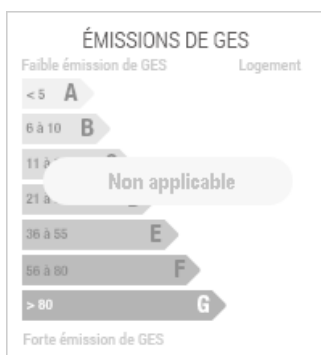 ÉMISSIONS DE GES
Faible émission de GES Logement
< 5 A
6 à 10 B
11 à
Non applicable
21 à
36 à 55 E
56 à 80 F
> 80 G
Forte émission de GES